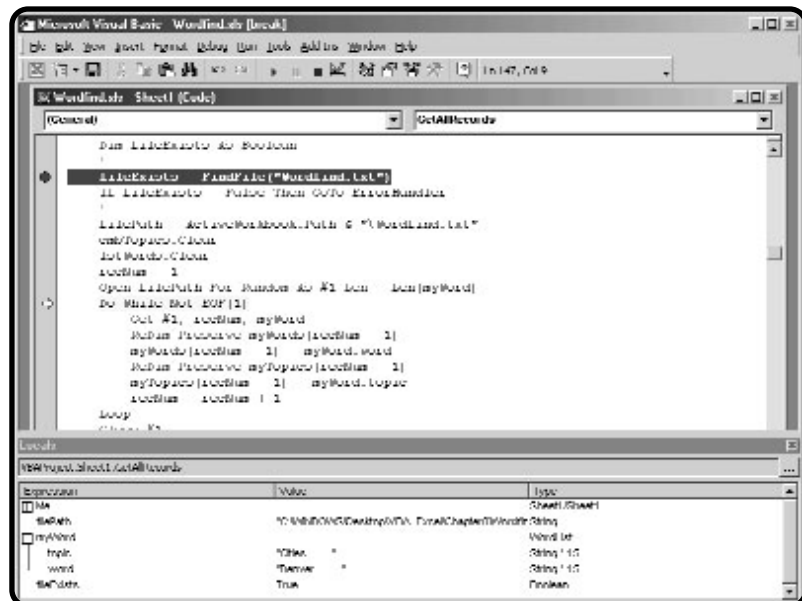 Microsoft Visual Basic - Wordfind.xls [break]
File Edit View Insert Format Debug Run Tools Add-Ins Window Help
Ln 147, Col 9
Wordfind.xls - Sheet1 (Code)
(General) GetAllRecords
Dim fileExists As Boolean
'
fileExists = FindFile("Wordfind.txt")
If fileExists = False Then GoTo ErrorHandler
'
filePath = ActiveWorkbook.Path & "\Wordfind.txt"
cmbTopics.Clear
lstWords.Clear
recNum = 1
Open filePath For Random As #1 Len = Len(myWord)
Do While Not EOF(1)
Get #1, recNum, myWord
ReDim Preserve myWords(recNum - 1)
myWords(recNum - 1) = myWord.word
ReDim Preserve myTopics(recNum - 1)
myTopics(recNum - 1) = myWord.topic
recNum = recNum + 1
Loop
Close #1
Locals
VBAProject.Sheet1.GetAllRecords ...
Expression Value Type
Me Sheet1/Sheet1
filePath String
myWord WordList
topic "Cities " String * 15
word "Denver " String * 15
fileExists True Boolean